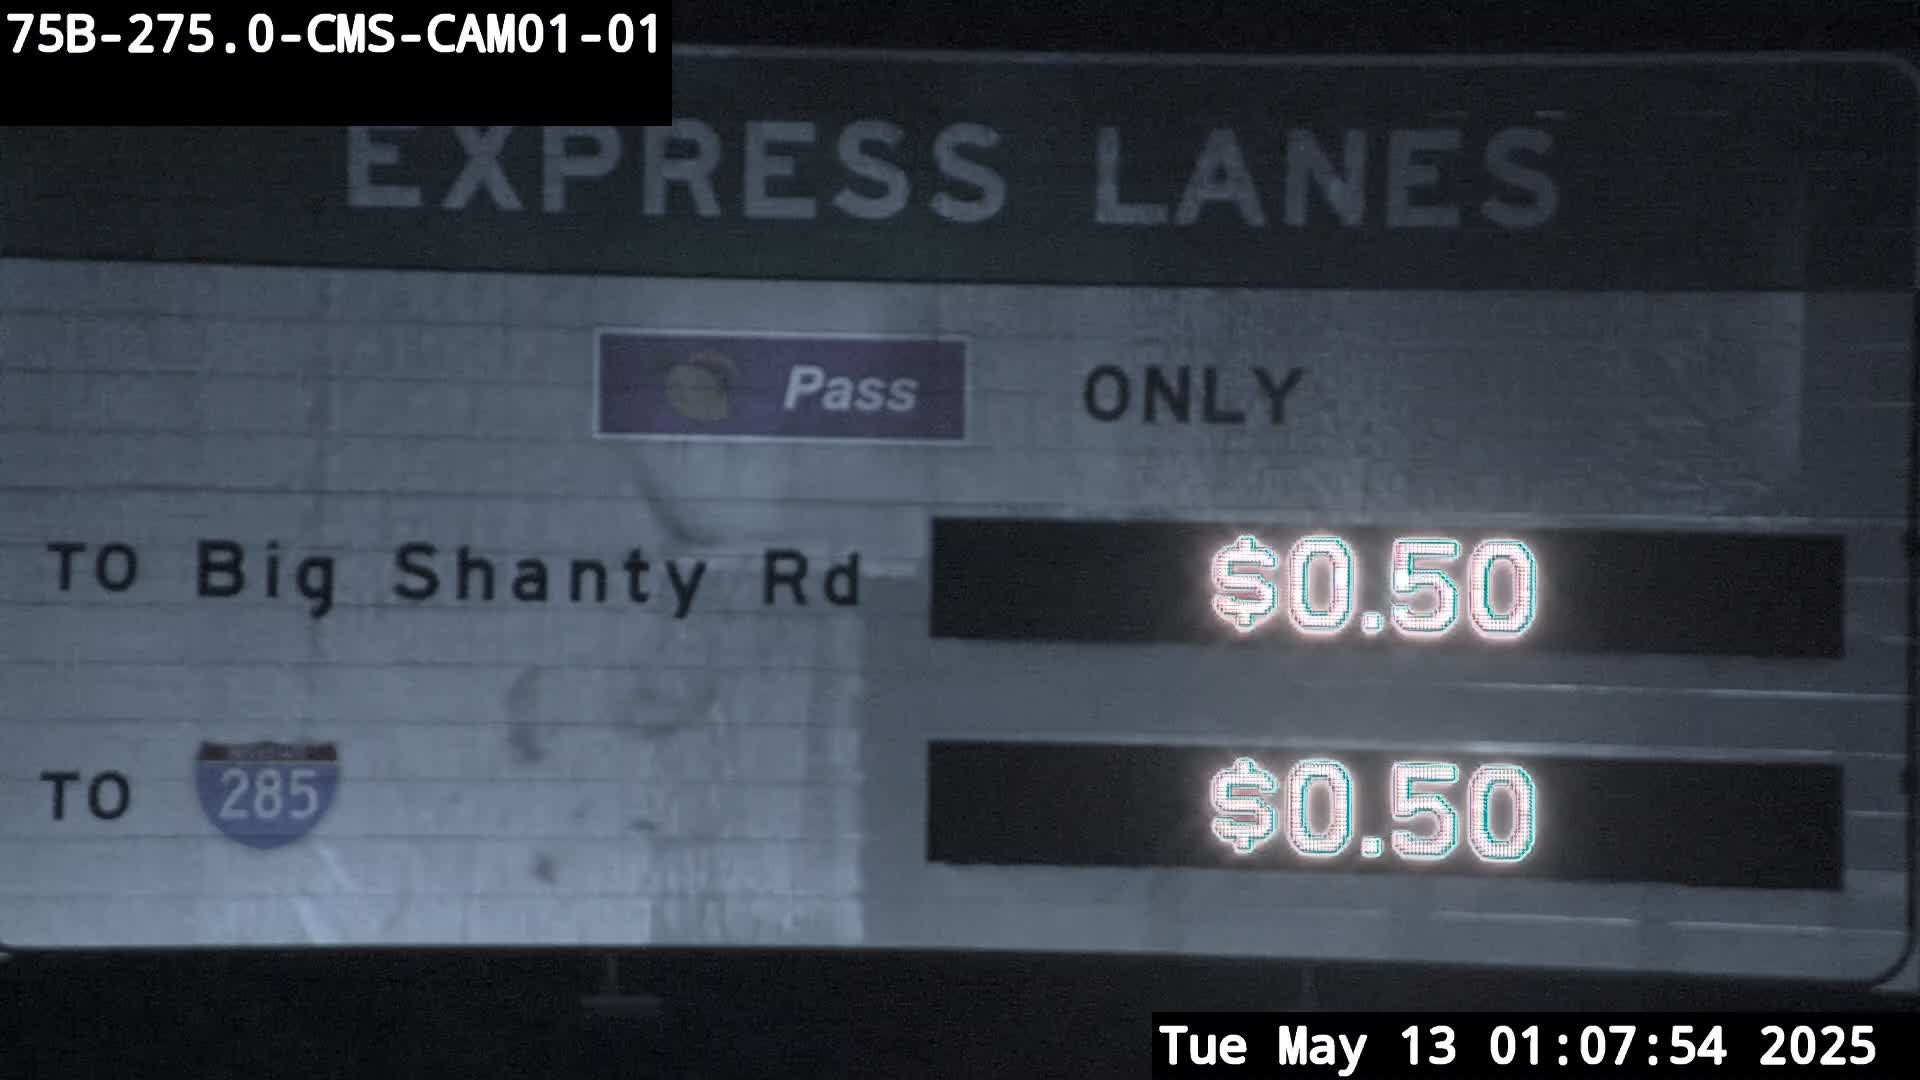 75B-275.0-CMS-CAM01-01
EXPRESS LANES
Pass ONLY
TO Big Shanty Rd $0.50
TO 285 $0.50
Tue May 13 01:07:54 2025